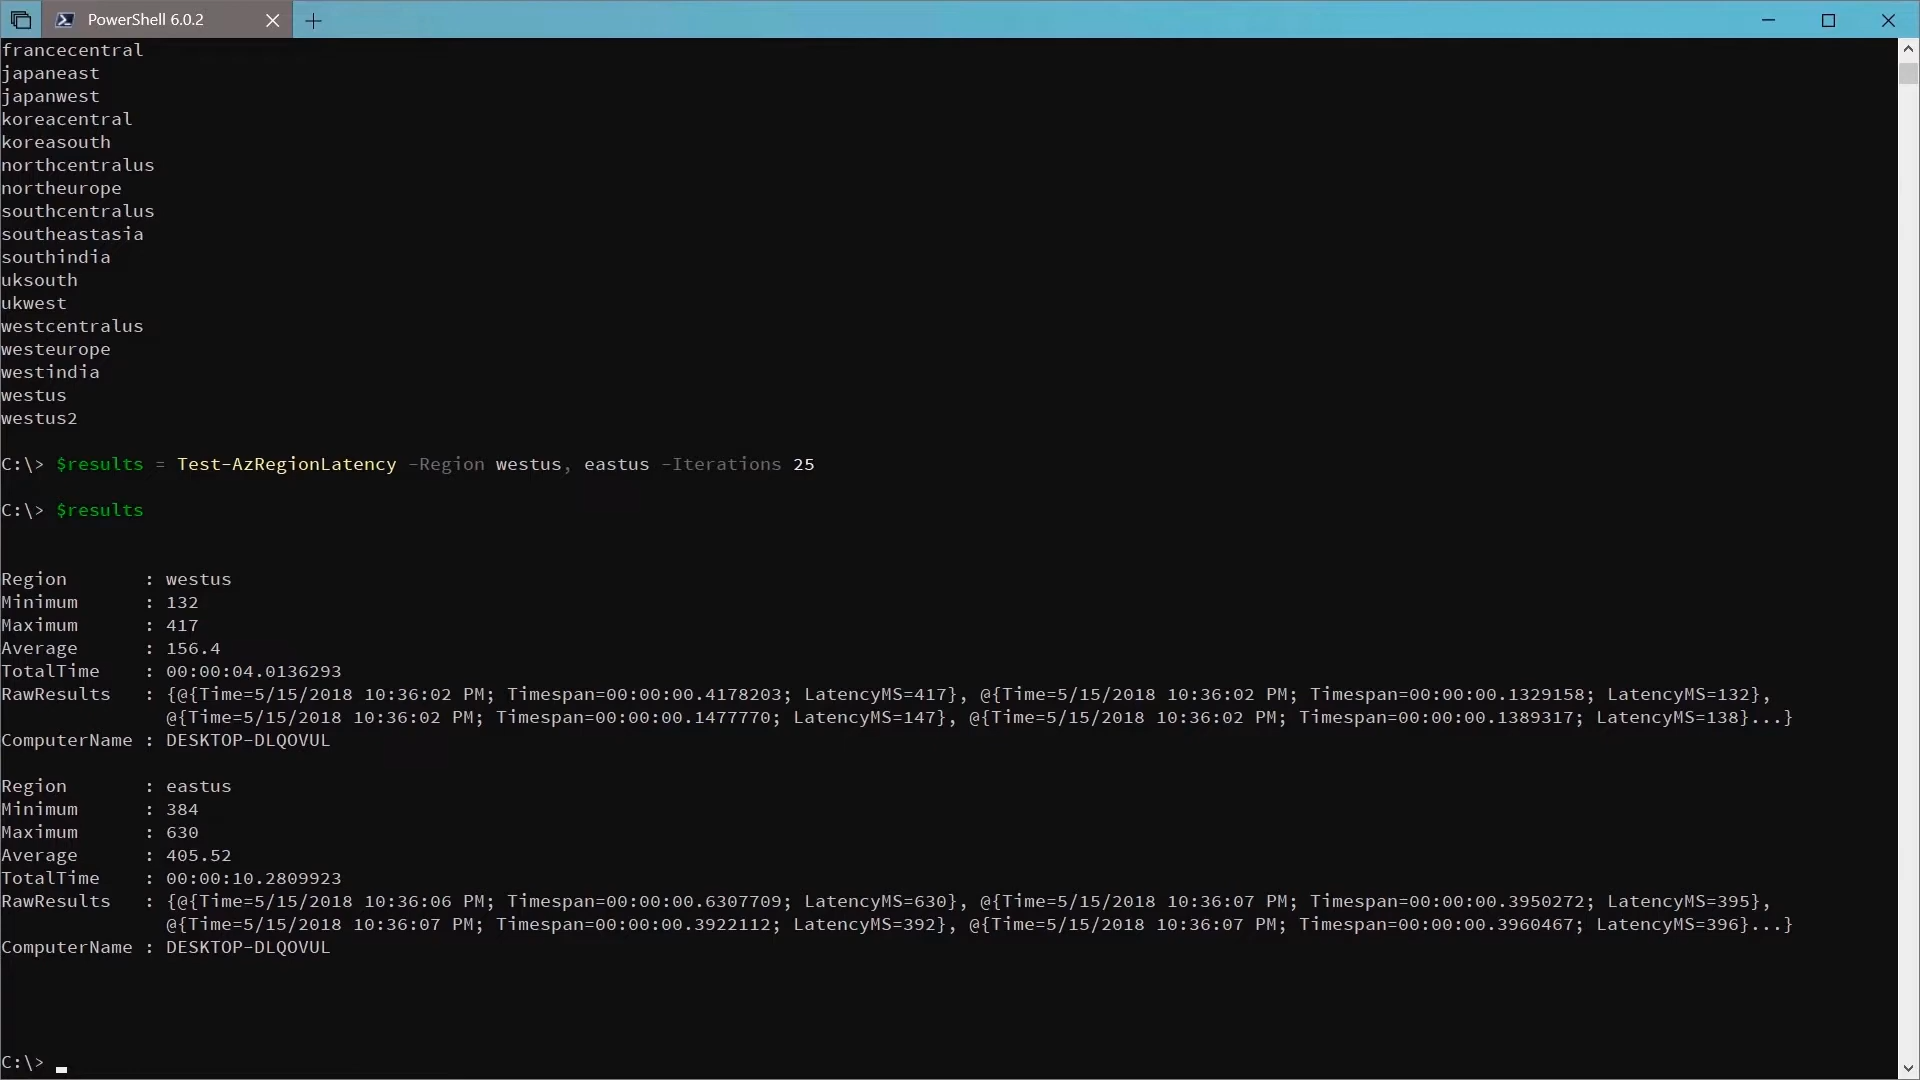 PowerShell 6.0.2
francecentral
japaneast
japanwest
koreacentral
koreasouth
northcentralus
northeurope
southcentralus
southeastasia
southindia
uksouth
ukwest
westcentralus
westeurope
westindia
westus
westus2
C:\> $results = Test-AzRegionLatency -Region westus, eastus -Iterations 25
C:\> $results
Region       : westus
Minimum      : 132
Maximum      : 417
Average      : 156.4
TotalTime    : 00:00:04.0136293
RawResults   : {@{Time=5/15/2018 10:36:02 PM; Timespan=00:00:00.4178203; LatencyMS=417}, @{Time=5/15/2018 10:36:02 PM; Timespan=00:00:00.1329158; LatencyMS=132},
@{Time=5/15/2018 10:36:02 PM; Timespan=00:00:00.1477770; LatencyMS=147}, @{Time=5/15/2018 10:36:02 PM; Timespan=00:00:00.1389317; LatencyMS=138}...}
ComputerName : DESKTOP-DLQOVUL
Region       : eastus
Minimum      : 384
Maximum      : 630
Average      : 405.52
TotalTime    : 00:00:10.2809923
RawResults   : {@{Time=5/15/2018 10:36:06 PM; Timespan=00:00:00.6307709; LatencyMS=630}, @{Time=5/15/2018 10:36:07 PM; Timespan=00:00:00.3950272; LatencyMS=395},
@{Time=5/15/2018 10:36:07 PM; Timespan=00:00:00.3922112; LatencyMS=392}, @{Time=5/15/2018 10:36:07 PM; Timespan=00:00:00.3960467; LatencyMS=396}...}
ComputerName : DESKTOP-DLQOVUL
C:\>